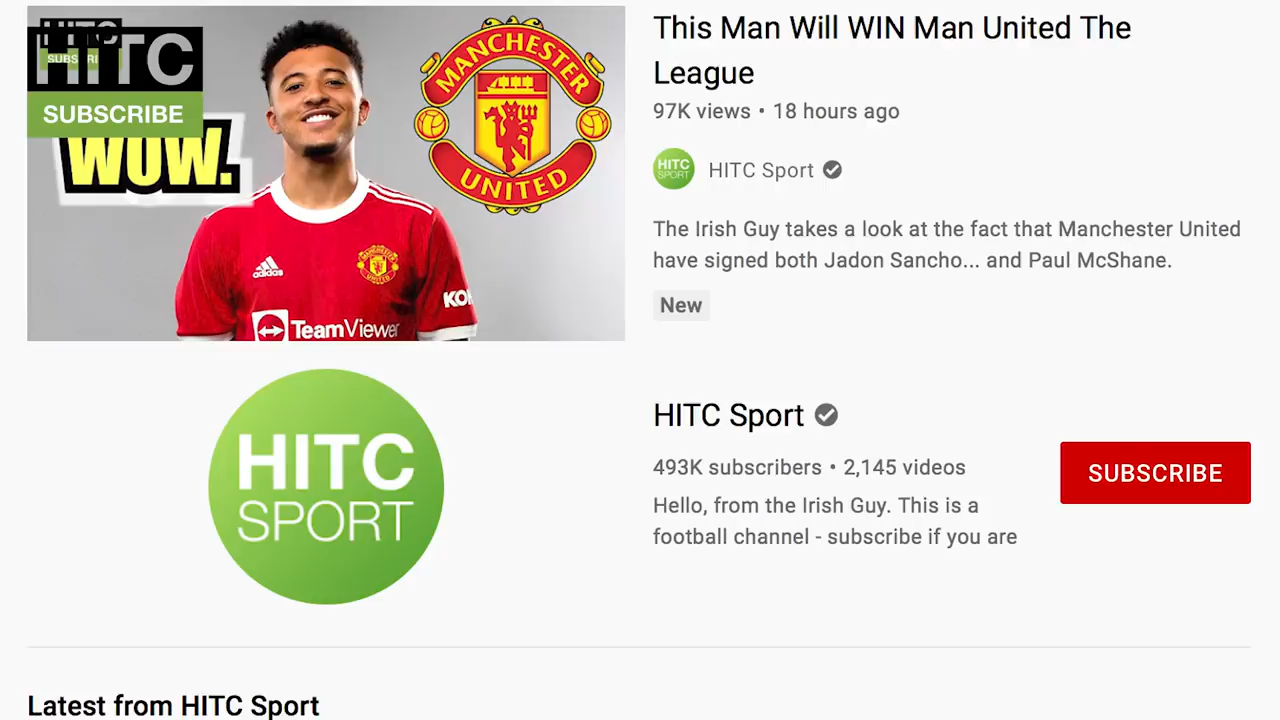 HITC
SUBSCRIBE
HITC
SUBSCRIBE
WOW.
MANCHESTER
UNITED
adidas
TeamViewer
This Man Will WIN Man United The
League
97K views • 18 hours ago
HITC
SPORT
HITC Sport
The Irish Guy takes a look at the fact that Manchester United
have signed both Jadon Sancho... and Paul McShane.
New
HITC
SPORT
HITC Sport
493K subscribers • 2,145 videos
Hello, from the Irish Guy. This is a
football channel - subscribe if you are
SUBSCRIBE
Latest from HITC Sport